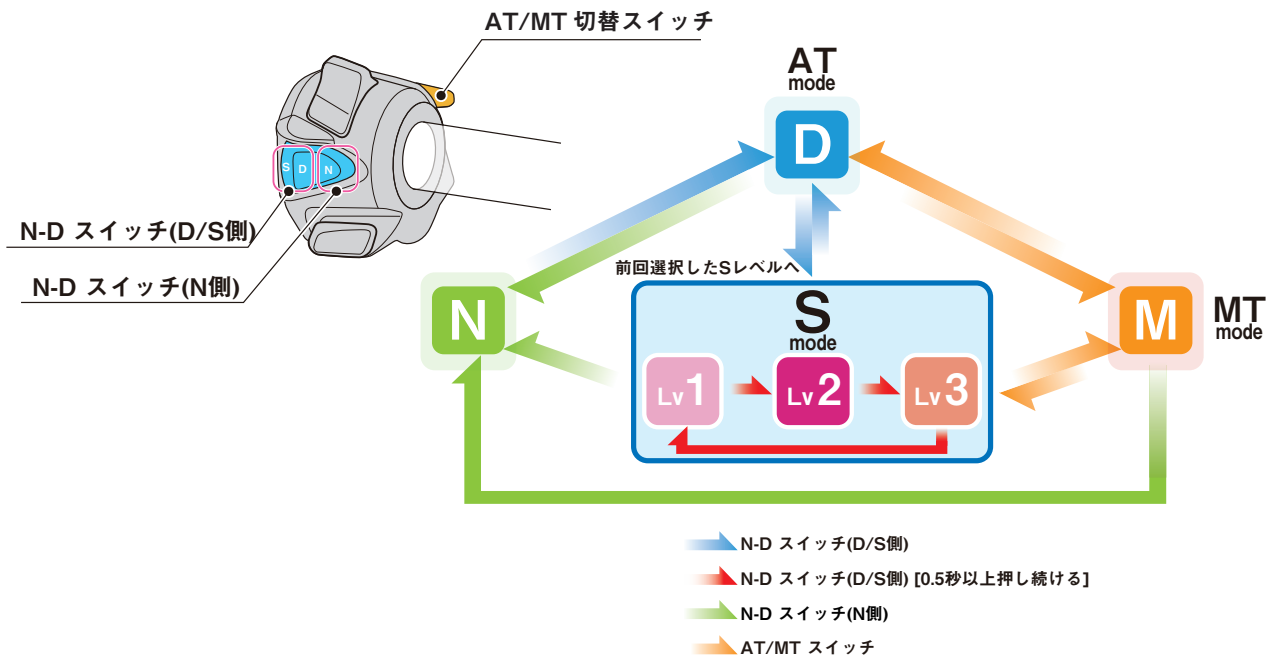 AT/MT 切替スイッチ
S D N
N-D スイッチ(D/S側)
N-D スイッチ(N側)
AT
mode
D
前回選択したSレベルへ
N
S
mode
Lv1 Lv2 Lv3
M
MT
mode
N-D スイッチ(D/S側)
N-D スイッチ(D/S側) [0.5秒以上押し続ける]
N-D スイッチ(N側)
AT/MT スイッチ